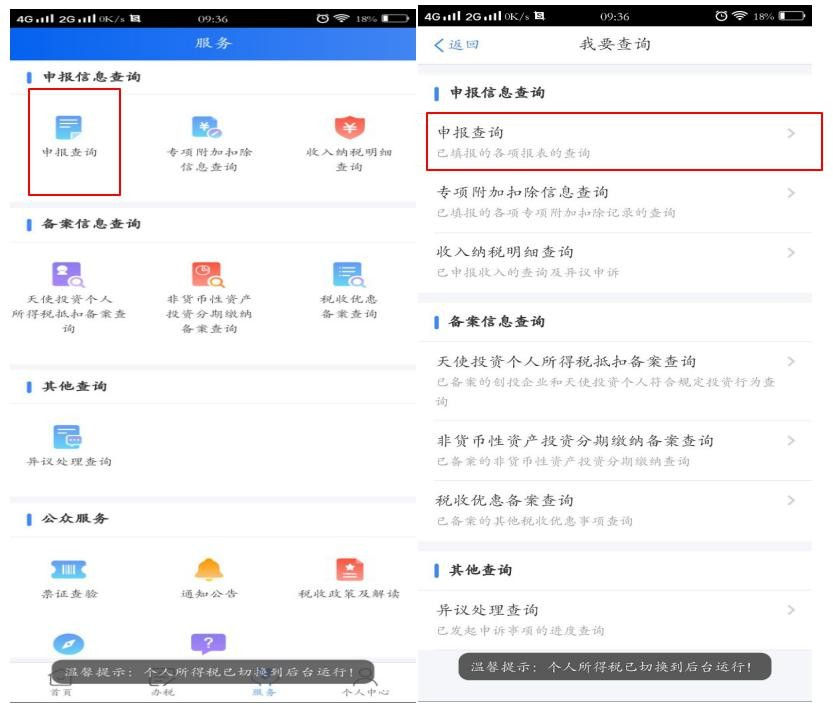 4G 2G 0K/s 09:36 18%
服务
申报信息查询
申报查询
专项附加扣除
信息查询
收入纳税明细
查询
备案信息查询
天使投资个人
所得税抵扣备案查
询
非货币性资产
投资分期缴纳
备案查询
税收优惠
备案查询
其他查询
异议处理查询
公众服务
票证查验
通知公告
税收政策及解读
温馨提示：个人所得税已切换到后台运行！
首页
办税
服务
个人中心
4G 2G 0K/s 09:36 18%
返回
我要查询
申报信息查询
申报查询
已填报的各项报表的查询
专项附加扣除信息查询
已填报的各项专项附加扣除记录的查询
收入纳税明细查询
已申报收入的查询及异议申诉
备案信息查询
天使投资个人所得税抵扣备案查询
已备案的创投企业和天使投资个人符合规定投资行为查
询
非货币性资产投资分期缴纳备案查询
已备案的非货币性资产投资分期缴纳查询
税收优惠备案查询
已备案的其他税收优惠事项查询
其他查询
异议处理查询
已发起申诉事项的进度查询
温馨提示：个人所得税已切换到后台运行！